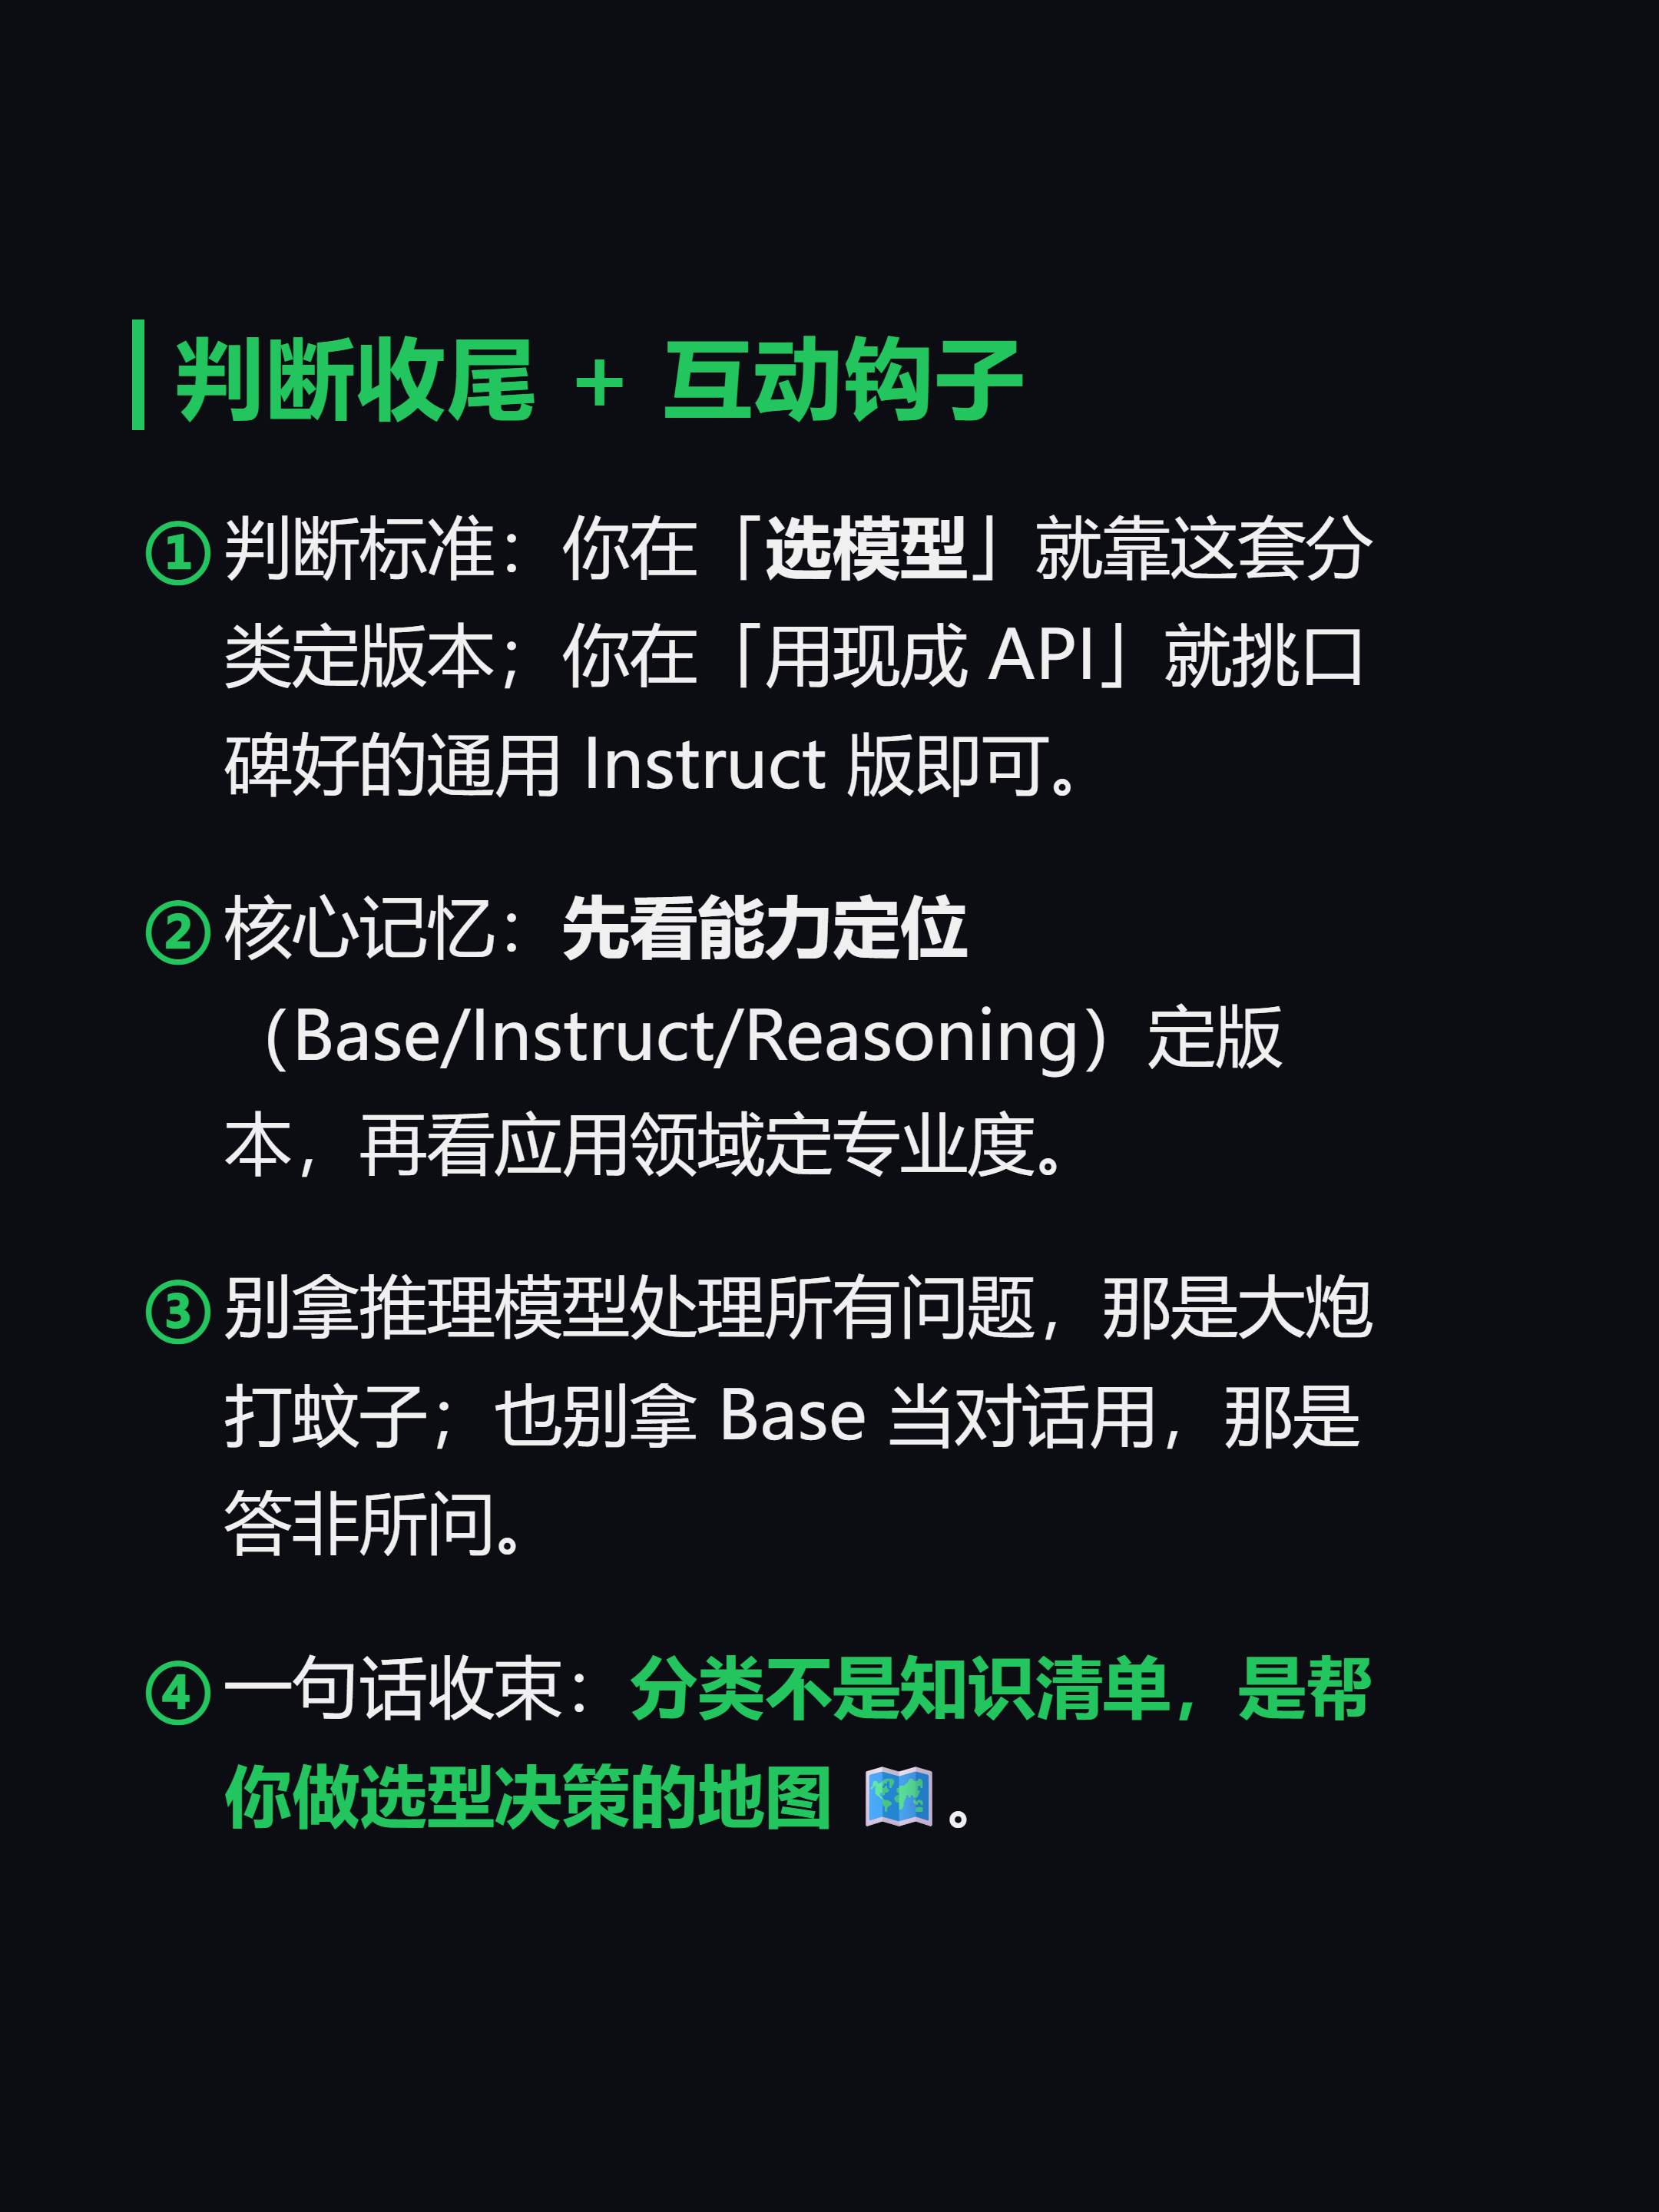 判断收尾 + 互动钩子
① 判断标准：你在「选模型」就靠这套分
类定版本；你在「用现成 API」就挑口
碑好的通用 Instruct 版即可。
② 核心记忆：先看能力定位
（Base/Instruct/Reasoning）定版
本，再看应用领域定专业度。
③ 别拿推理模型处理所有问题，那是大炮
打蚊子；也别拿 Base 当对话用，那是
答非所问。
④ 一句话收束：分类不是知识清单，是帮
你做选型决策的地图 🗺️。